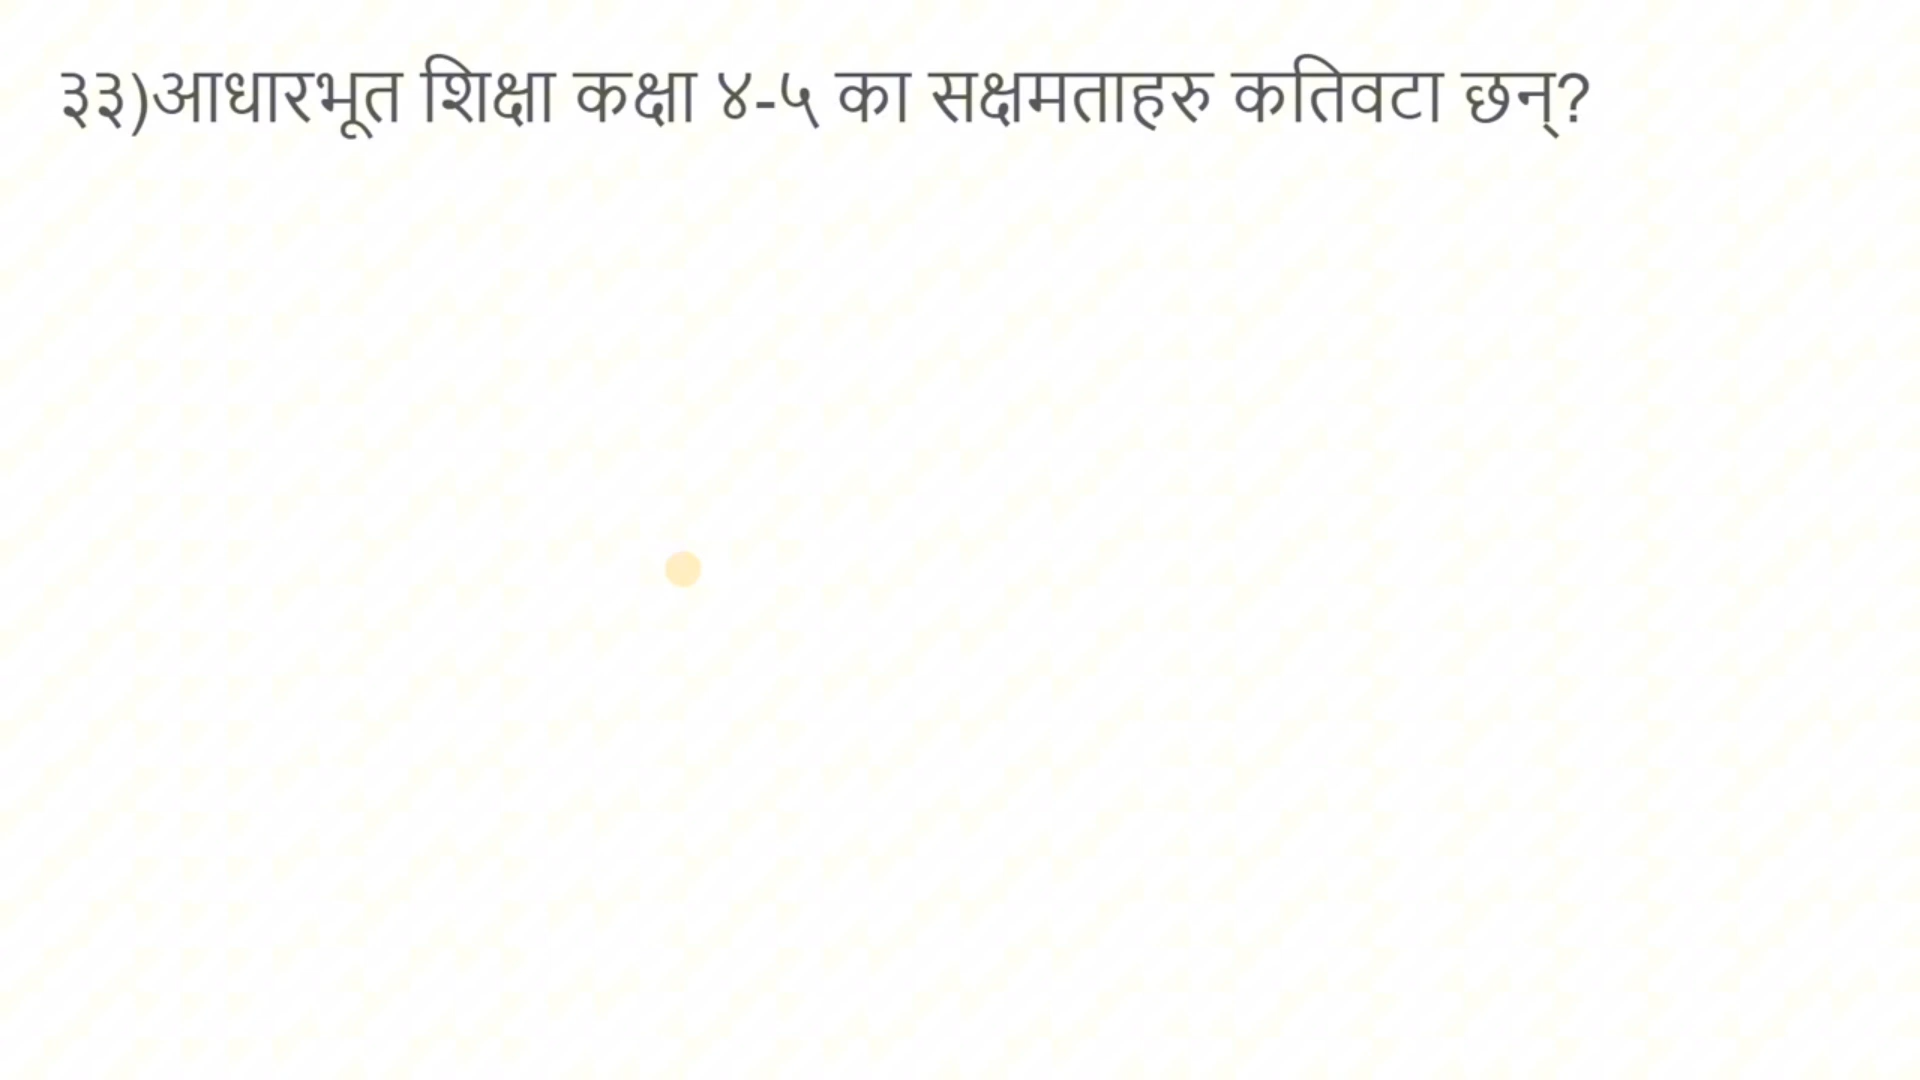 ३३)आधारभूत शिक्षा कक्षा ४-५ का सक्षमताहरु कतिवटा छन्?